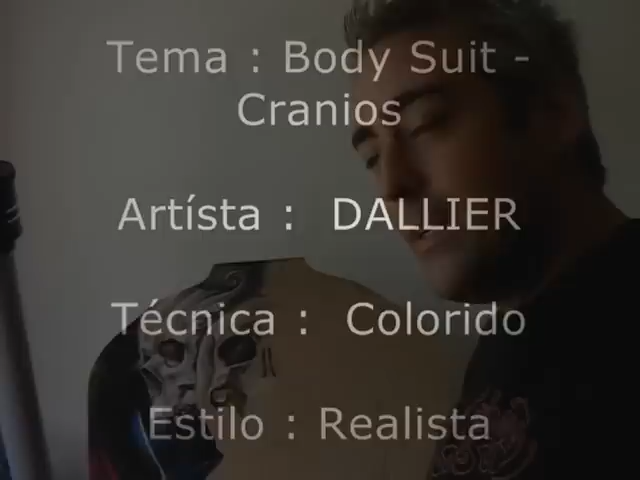 Tema : Body Suit -
Cranios
Artísta : DALLIER
Técnica : Colorido
Estilo : Realista